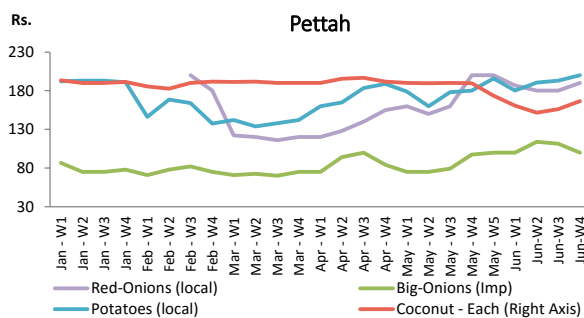 Pettah
Rs.
230
180
130
80
30
Jan - W1
Jan - W2
Jan - W3
Jan - W4
Feb - W1
Feb - W2
Feb - W3
Feb - W4
Mar - W1
Mar - W2
Mar - W3
Mar - W4
Apr - W1
Apr - W2
Apr - W3
Apr - W4
May - W1
May - W2
May - W3
May - W4
May - W5
Jun - W1
Jun-W2
Jun-W3
Jun-W4
Red-Onions (local) Big-Onions (Imp)
Potatoes (local) Coconut - Each (Right Axis)